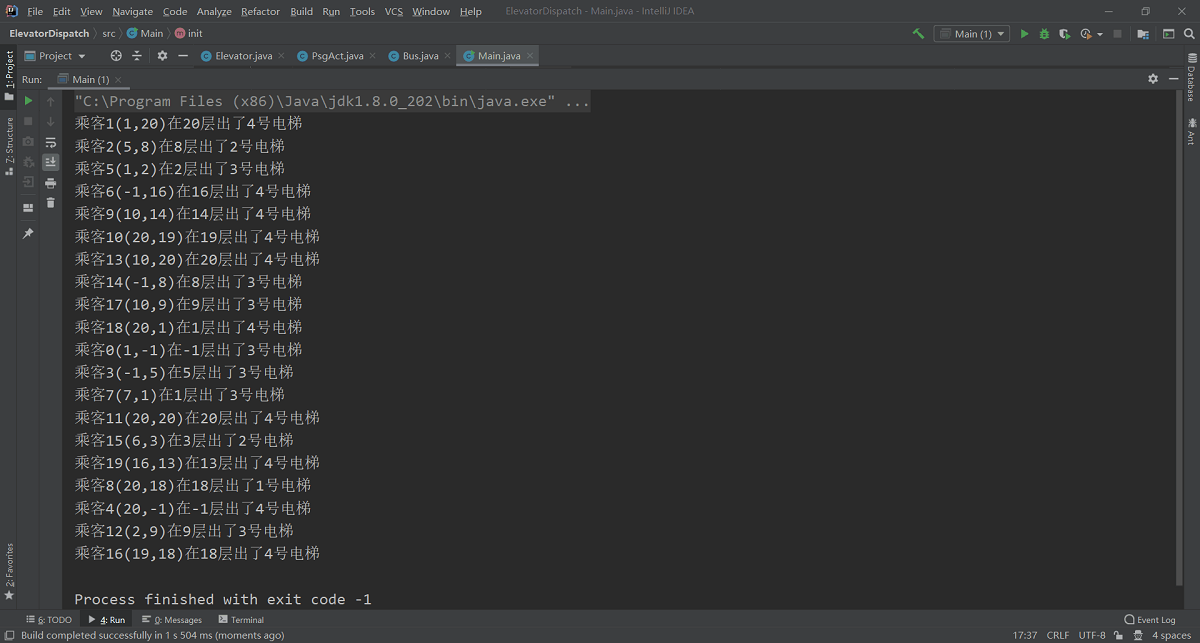 File Edit View Navigate Code Analyze Refactor Build Run Tools VCS Window Help ElevatorDispatch - Main.java - IntelliJ IDEA
ElevatorDispatch src Main init Main (1)
Project Elevator.java PsgAct.java Bus.java Main.java
Run: Main (1)
1: Project
Z: Structure
2: Favorites
Database
Ant
"C:\Program Files (x86)\Java\jdk1.8.0_202\bin\java.exe" ...
乘客1(1,20)在20层出了4号电梯
乘客2(5,8)在8层出了2号电梯
乘客5(1,2)在2层出了3号电梯
乘客6(-1,16)在16层出了4号电梯
乘客9(10,14)在14层出了4号电梯
乘客10(20,19)在19层出了4号电梯
乘客13(10,20)在20层出了4号电梯
乘客14(-1,8)在8层出了3号电梯
乘客17(10,9)在9层出了3号电梯
乘客18(20,1)在1层出了4号电梯
乘客0(1,-1)在-1层出了3号电梯
乘客3(-1,5)在5层出了3号电梯
乘客7(7,1)在1层出了3号电梯
乘客11(20,20)在20层出了4号电梯
乘客15(6,3)在3层出了2号电梯
乘客19(16,13)在13层出了4号电梯
乘客8(20,18)在18层出了1号电梯
乘客4(20,-1)在-1层出了4号电梯
乘客12(2,9)在9层出了3号电梯
乘客16(19,18)在18层出了4号电梯
Process finished with exit code -1
6: TODO 4: Run 0: Messages Terminal Event Log
Build completed successfully in 1 s 504 ms (moments ago) 17:37 CRLF UTF-8 4 spaces